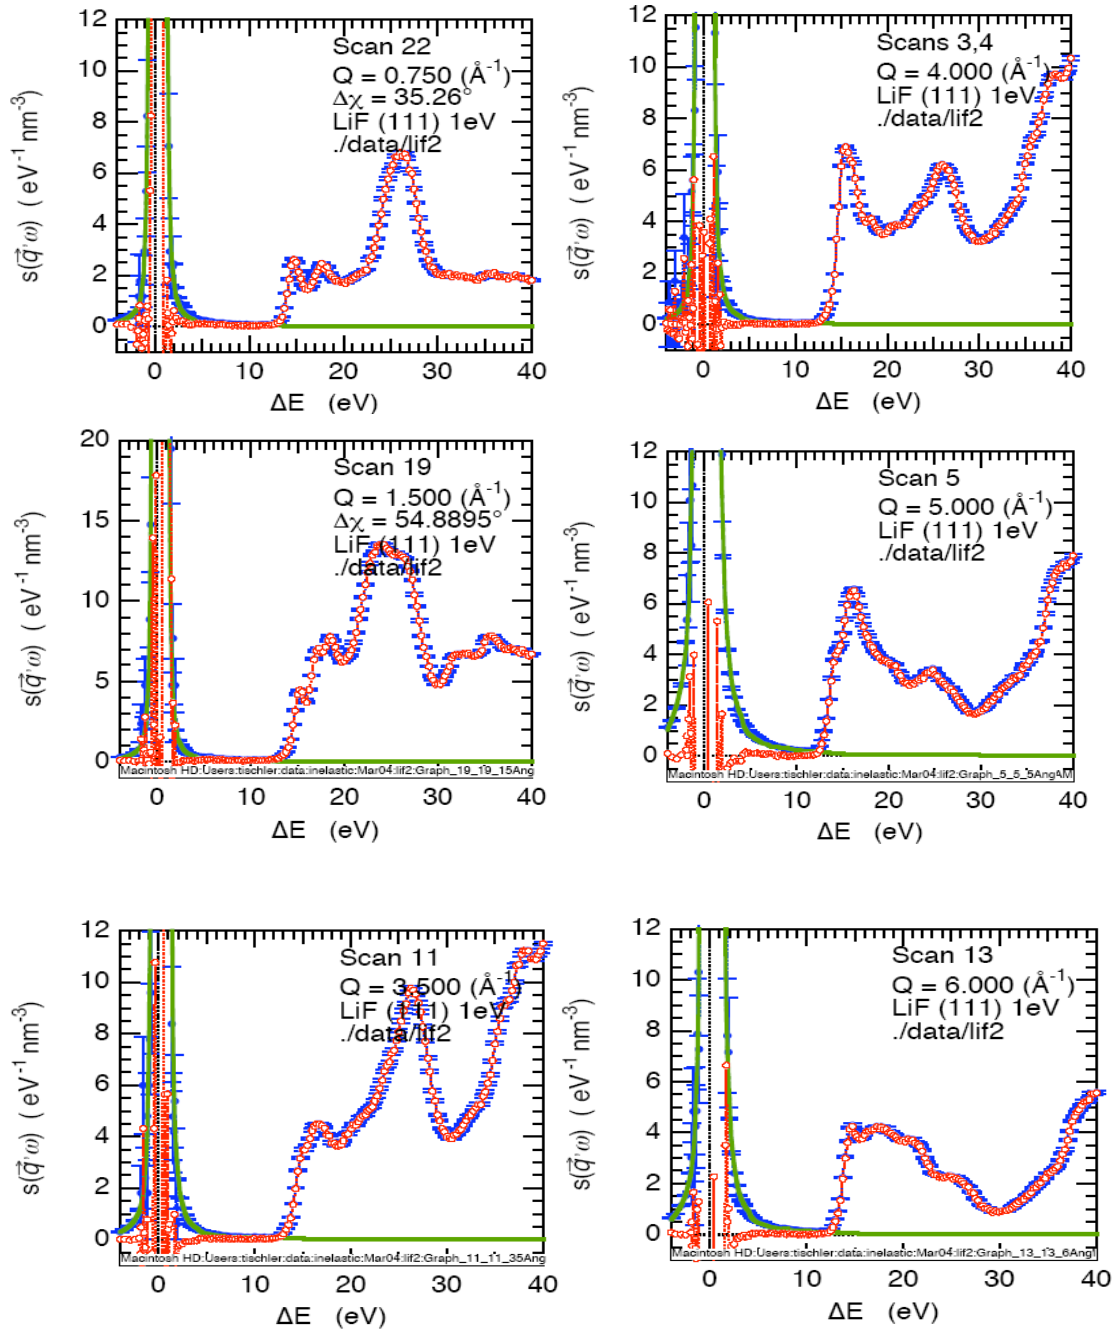 12
10
8
6
4
2
0
s(q⃗,ω) ( eV⁻¹ nm⁻³)
Scan 22
Q = 0.750 (Å⁻¹)
Δχ = 35.26°
LiF (111) 1eV
./data/lif2
0 10 20 30 40
ΔE (eV)
12
10
8
6
4
2
0
s(q⃗,ω) ( eV⁻¹ nm⁻³)
Scans 3,4
Q = 4.000 (Å⁻¹)
LiF (111) 1eV
./data/lif2
0 10 20 30 40
ΔE (eV)
20
15
10
5
0
s(q⃗,ω) ( eV⁻¹ nm⁻³)
Scan 19
Q = 1.500 (Å⁻¹)
Δχ = 54.8895°
LiF (111) 1eV
./data/lif2
Macintosh HD:Users:tischler:data:inelastic:Mar04:lif2:Graph_19_19_15Ang
0 10 20 30 40
ΔE (eV)
12
10
8
6
4
2
0
s(q⃗,ω) ( eV⁻¹ nm⁻³)
Scan 5
Q = 5.000 (Å⁻¹)
LiF (111) 1eV
./data/lif2
Macintosh HD:Users:tischler:data:inelastic:Mar04:lif2:Graph_5_5_5AngAM
0 10 20 30 40
ΔE (eV)
12
10
8
6
4
2
0
s(q⃗,ω) ( eV⁻¹ nm⁻³)
Scan 11
Q = 3.500 (Å⁻¹)
LiF (111) 1eV
./data/lif2
Macintosh HD:Users:tischler:data:inelastic:Mar04:lif2:Graph_11_11_35Ang
0 10 20 30 40
ΔE (eV)
12
10
8
6
4
2
0
s(q⃗,ω) ( eV⁻¹ nm⁻³)
Scan 13
Q = 6.000 (Å⁻¹)
LiF (111) 1eV
./data/lif2
Macintosh HD:Users:tischler:data:inelastic:Mar04:lif2:Graph_13_13_6Ang
0 10 20 30 40
ΔE (eV)